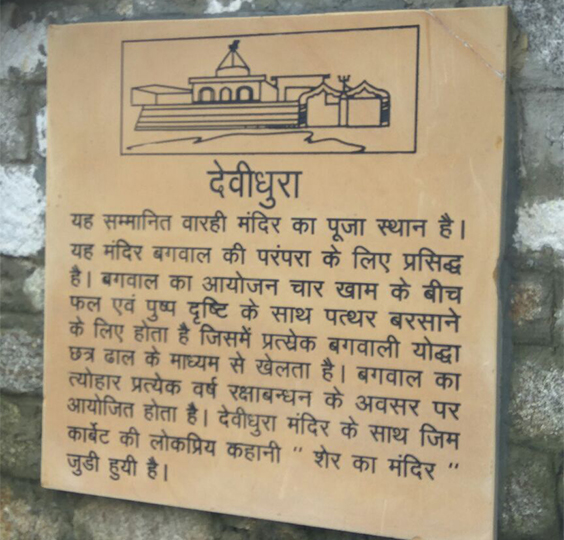 देवीधुरा
यह सम्मानित वारही मंदिर का पूजा स्थान है।
यह मंदिर बगवाल की परंपरा के लिए प्रसिद्ध
है। बगवाल का आयोजन चार खाम के बीच
फल एवं पुष्प दृष्टि के साथ पत्थर बरसाने
के लिए होता है जिसमें प्रत्येक बगवाली योद्धा
छत्र ढाल के माध्यम से खेलता है। बगवाल का
त्योहार प्रत्येक वर्ष रक्षाबन्धन के अवसर पर
आयोजित होता है। देवीधुरा मंदिर के साथ जिम
कार्बेट की लोकप्रिय कहानी " शेर का मंदिर "
जुडी हुयी है।